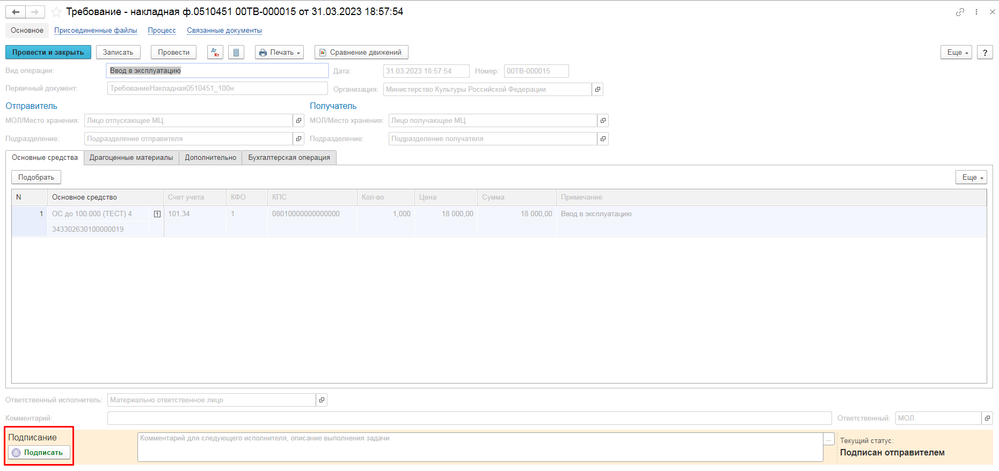 Требование - накладная ф.0510451 00ТВ-000015 от 31.03.2023 18:57:54
Основное Присоединенные файлы Процесс Связанные документы
Провести и закрыть Записать Провести Дт Кт Печать Сравнение движений Еще ?
Вид операции: Ввод в эксплуатацию Дата: 31.03.2023 18:57:54 Номер: 00ТВ-000015
Первичный документ: ТребованиеНакладная0510451_100н Организация: Министерство Культуры Российской Федерации
Отправитель Получатель
МОЛ/Место хранения: Лицо отпускающее МЦ МОЛ/Место хранения: Лицо получающее МЦ
Подразделение: Подразделение отправителя Подразделение: Подразделение получателя
Основные средства Драгоценные материалы Дополнительно Бухгалтерская операция
Подобрать Еще
N Основное средство Счет учета КФО КПС Кол-во Цена Сумма Примечание
1 ОС до 100.000 (ТЕСТ) 4 1 101.34 1 08010000000000000 1,000 18 000,00 18 000,00 Ввод в эксплуатацию
343302630100000019
Ответственный исполнитель: Материально ответственное лицо
Комментарий: Ответственный: МОЛ
Подписание
Подписать
Комментарий для следующего исполнителя, описание выполнения задачи ...
Текущий статус:
Подписан отправителем